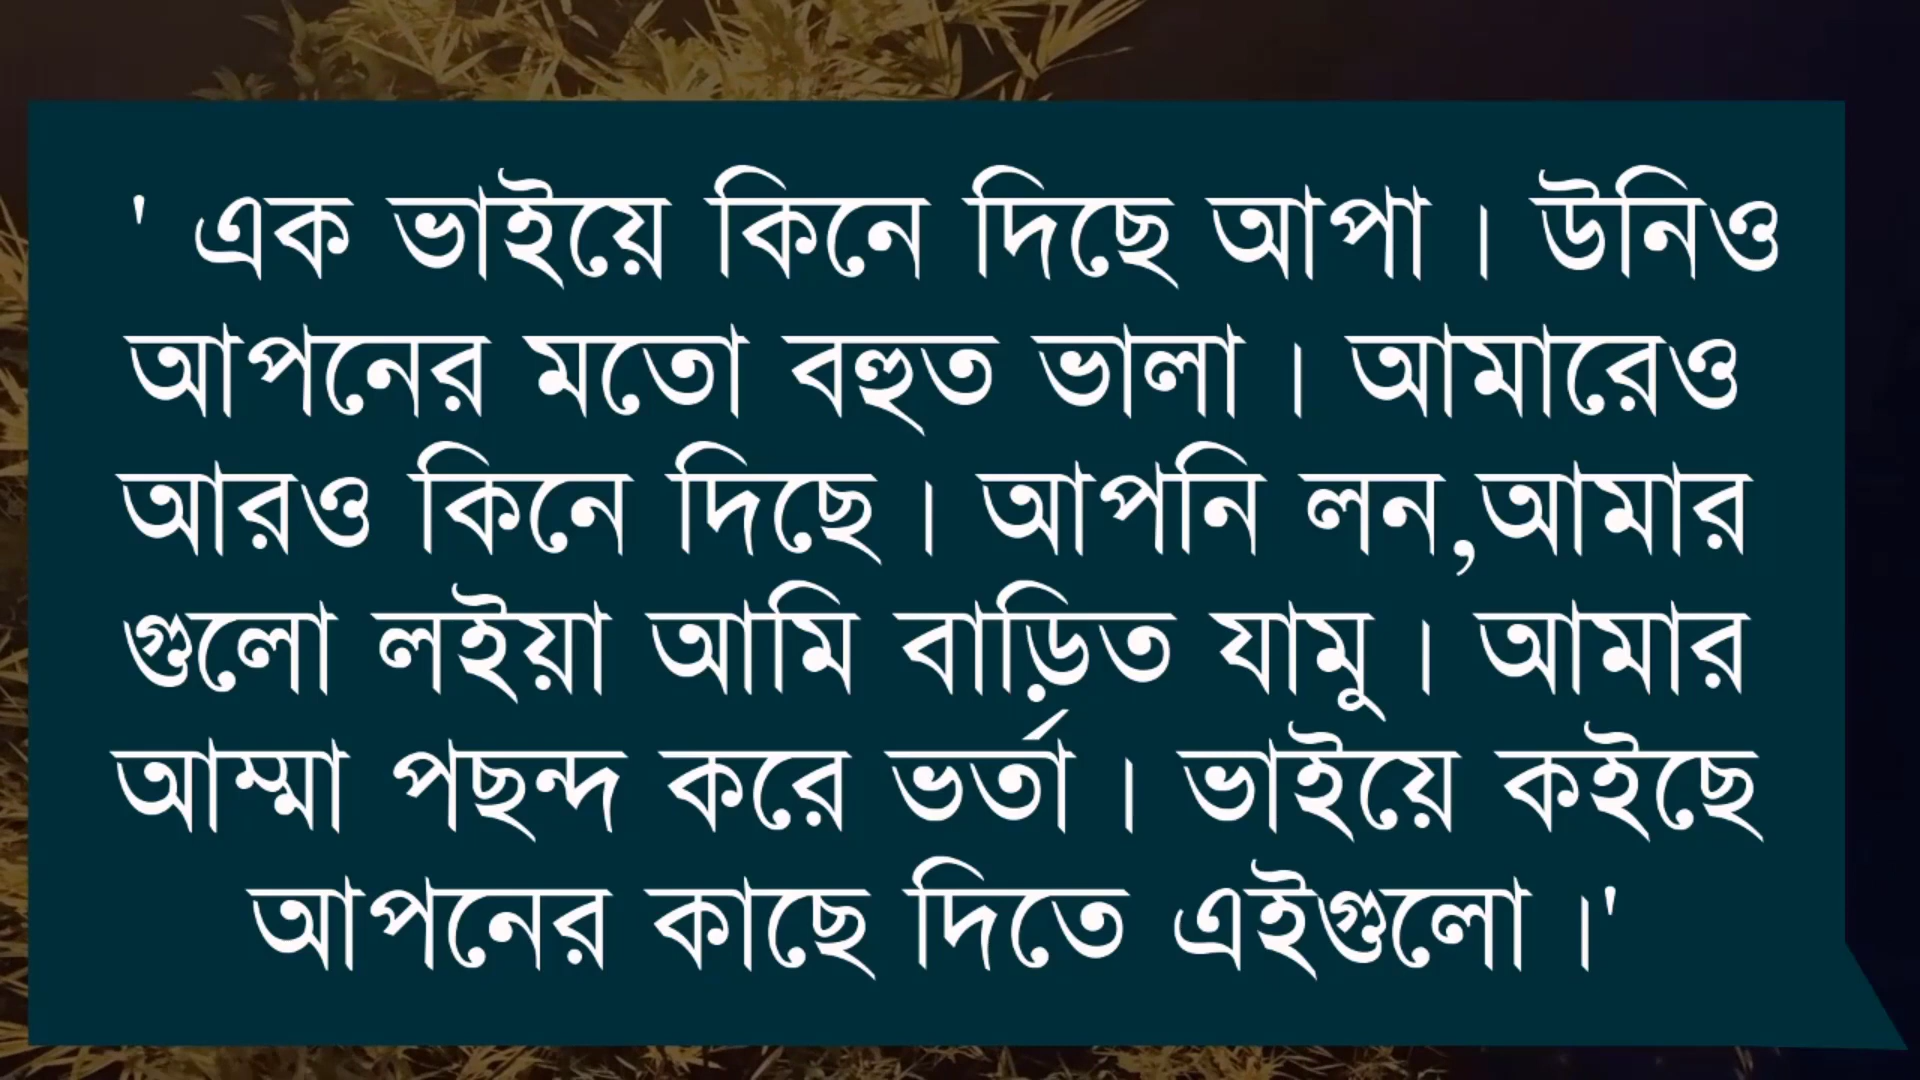 ' এক ভাইয়ে কিনে দিছে আপা । উনিও
আপনের মতো বহুত ভালা । আমারেও
আরও কিনে দিছে । আপনি লন,আমার
গুলো লইয়া আমি বাড়িত যামু । আমার
আম্মা পছন্দ করে ভর্তা । ভাইয়ে কইছে
আপনের কাছে দিতে এইগুলো ।'